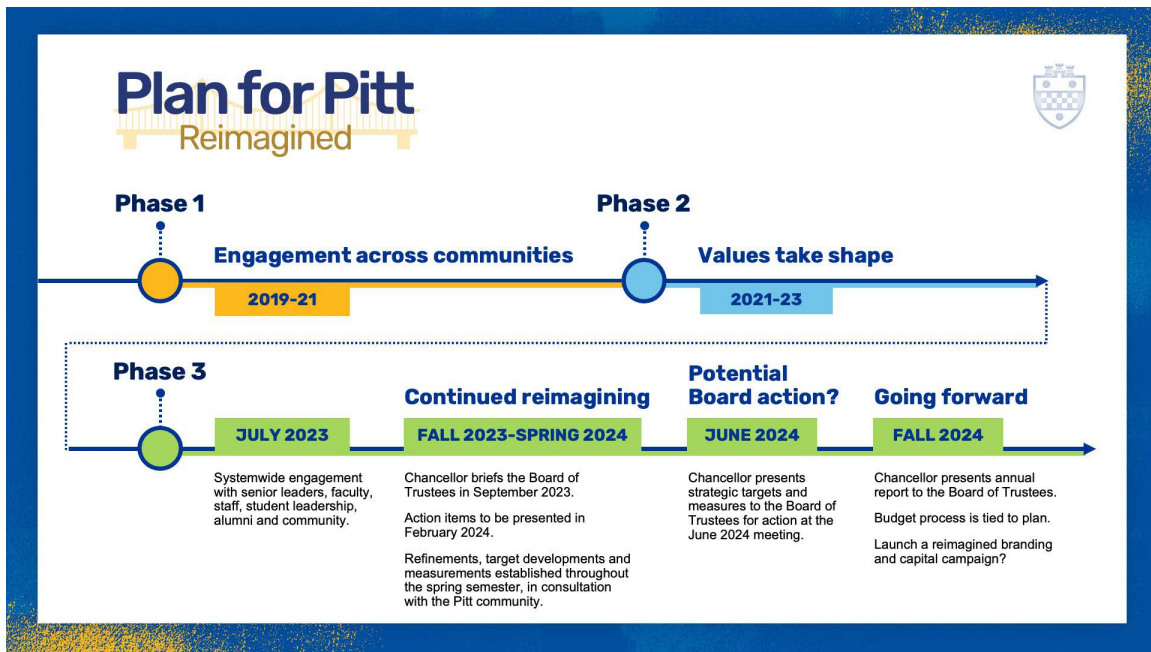 Plan for Pitt
Reimagined
Phase 1
Phase 2
Engagement across communities
Values take shape
2019-21
2021-23
Phase 3
Continued reimagining
Potential
Board action?
Going forward
JULY 2023
FALL 2023-SPRING 2024
JUNE 2024
FALL 2024
Systemwide engagement
with senior leaders, faculty,
staff, student leadership,
alumni and community.
Chancellor briefs the Board of
Trustees in September 2023.
Action items to be presented in
February 2024.
Refinements, target developments and
measurements established throughout
the spring semester, in consultation
with the Pitt community.
Chancellor presents
strategic targets and
measures to the Board of
Trustees for action at the
June 2024 meeting.
Chancellor presents annual
report to the Board of Trustees.
Budget process is tied to plan.
Launch a reimagined branding
and capital campaign?